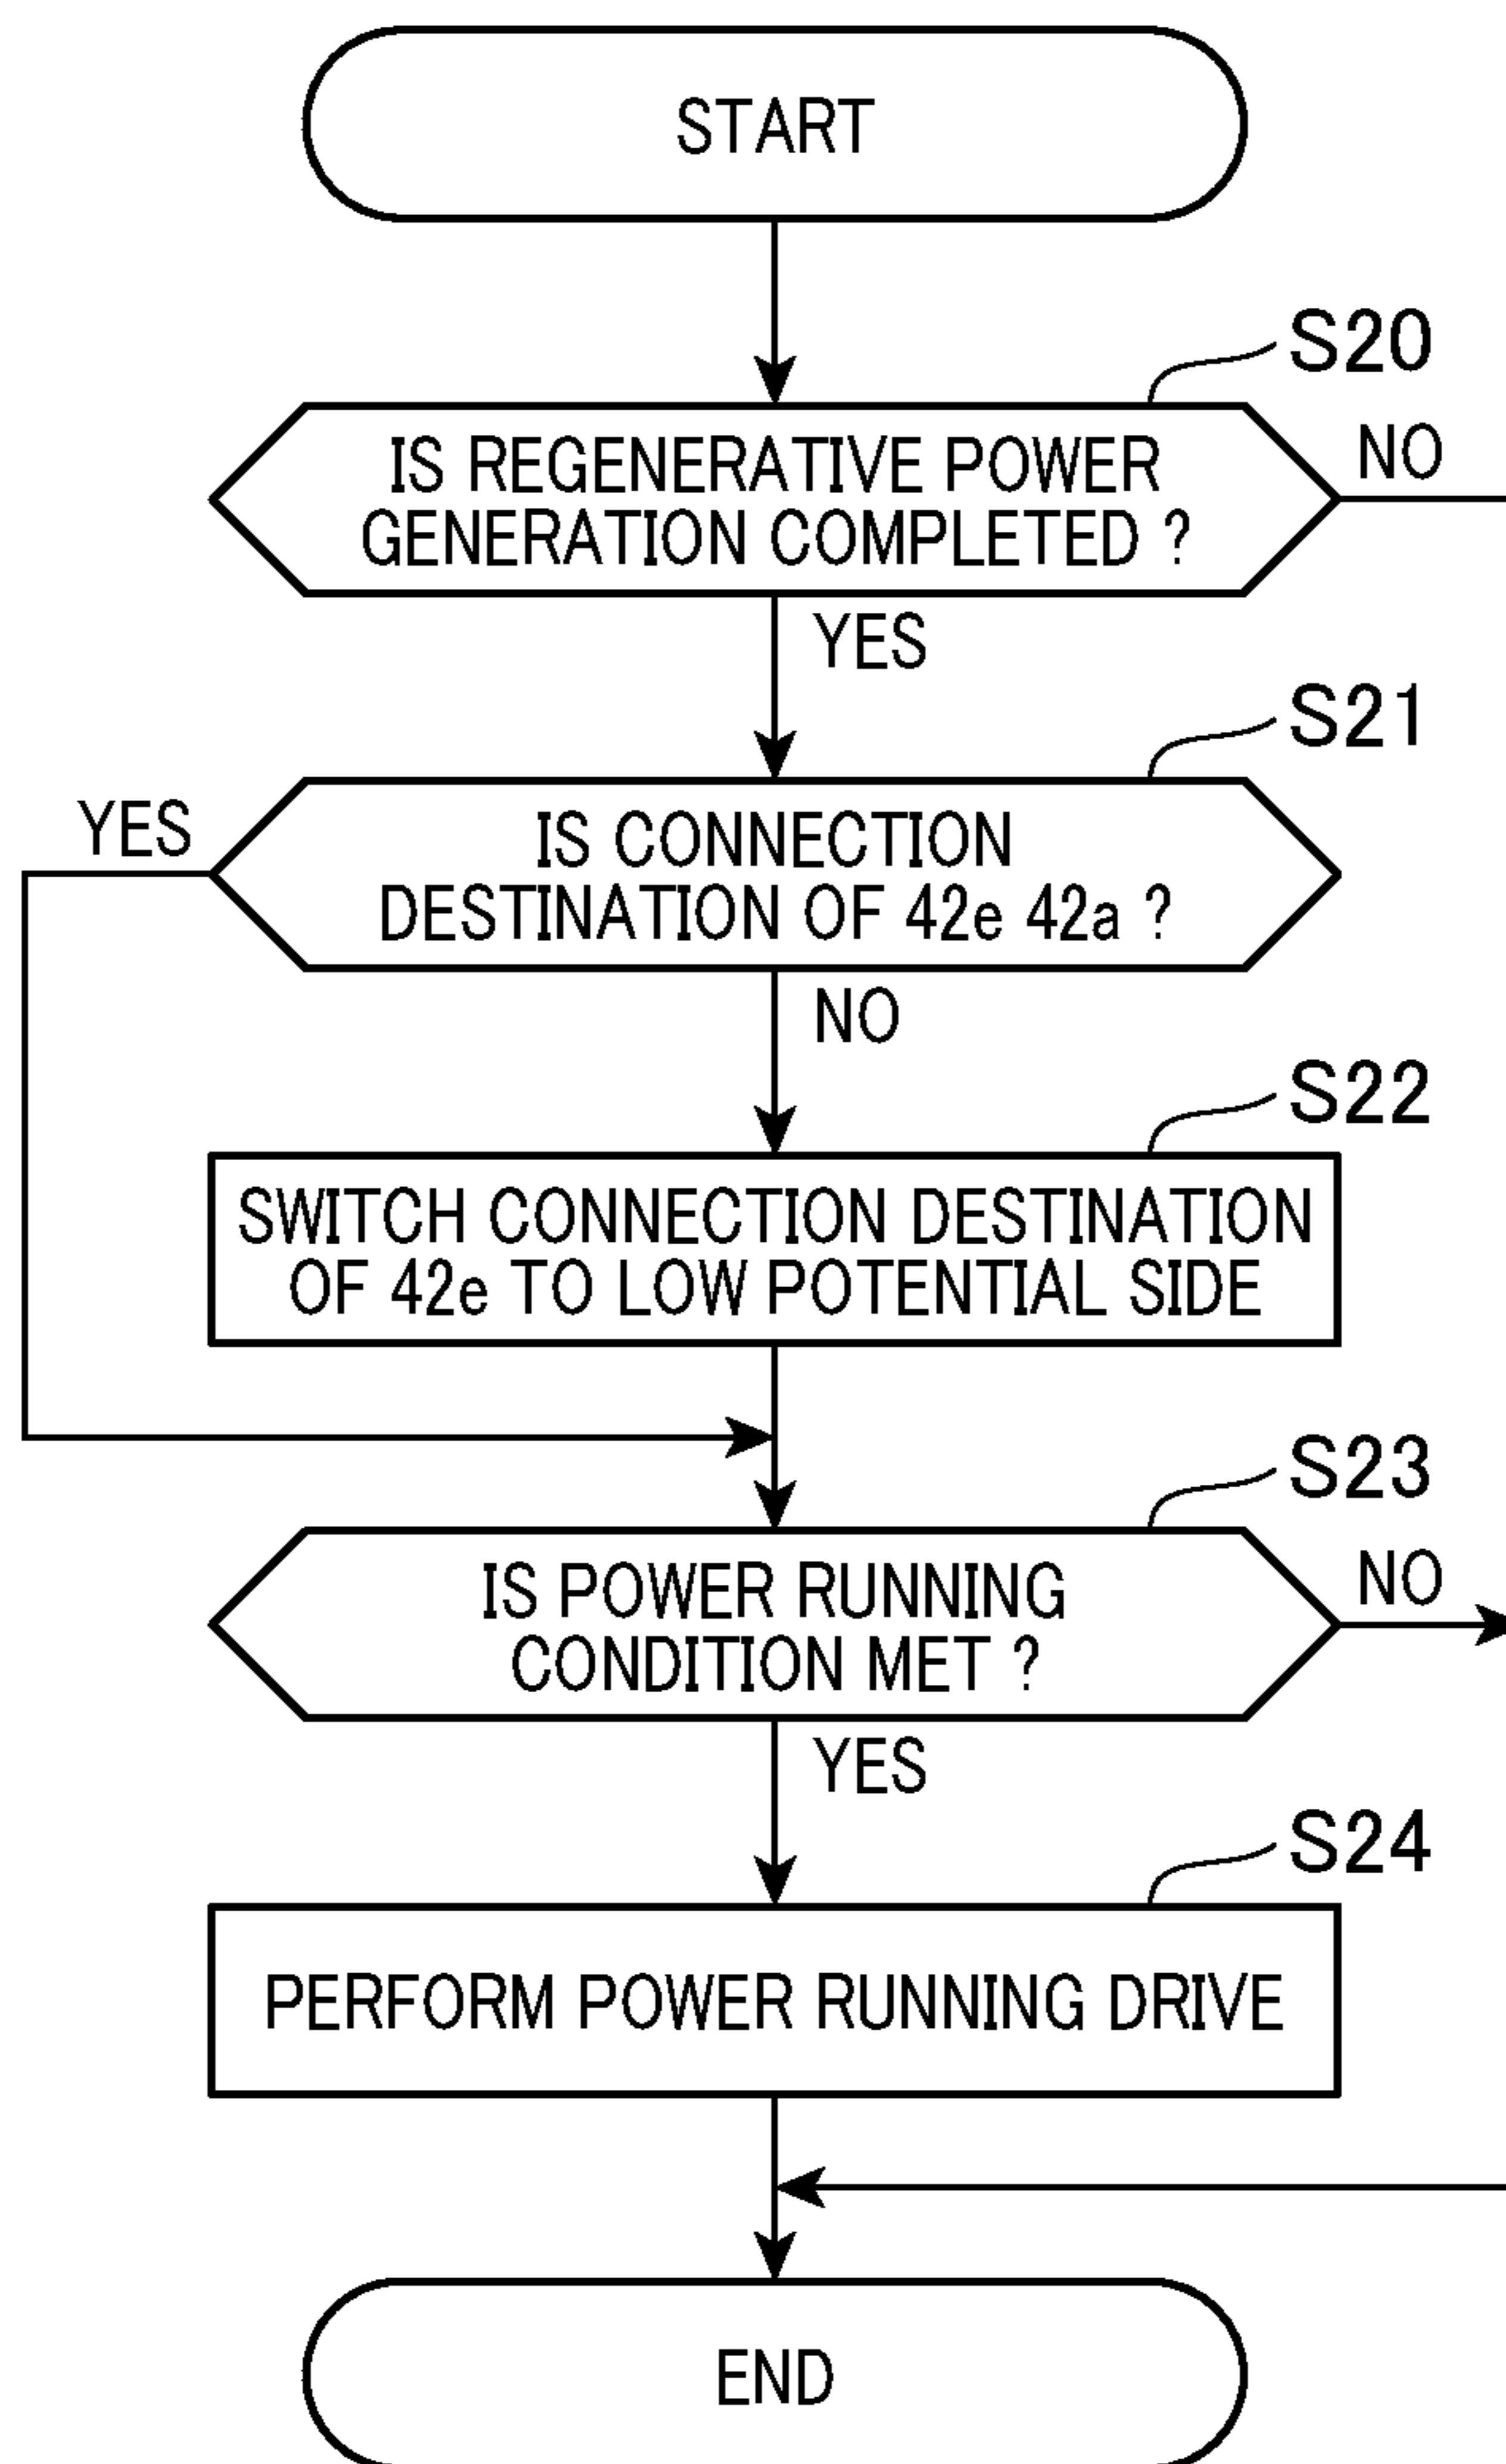 START
S20
IS REGENERATIVE POWER
GENERATION COMPLETED ?
NO
YES
S21
YES
IS CONNECTION
DESTINATION OF 42e 42a ?
NO
S22
SWITCH CONNECTION DESTINATION
OF 42e TO LOW POTENTIAL SIDE
S23
IS POWER RUNNING
CONDITION MET ?
NO
YES
S24
PERFORM POWER RUNNING DRIVE
END